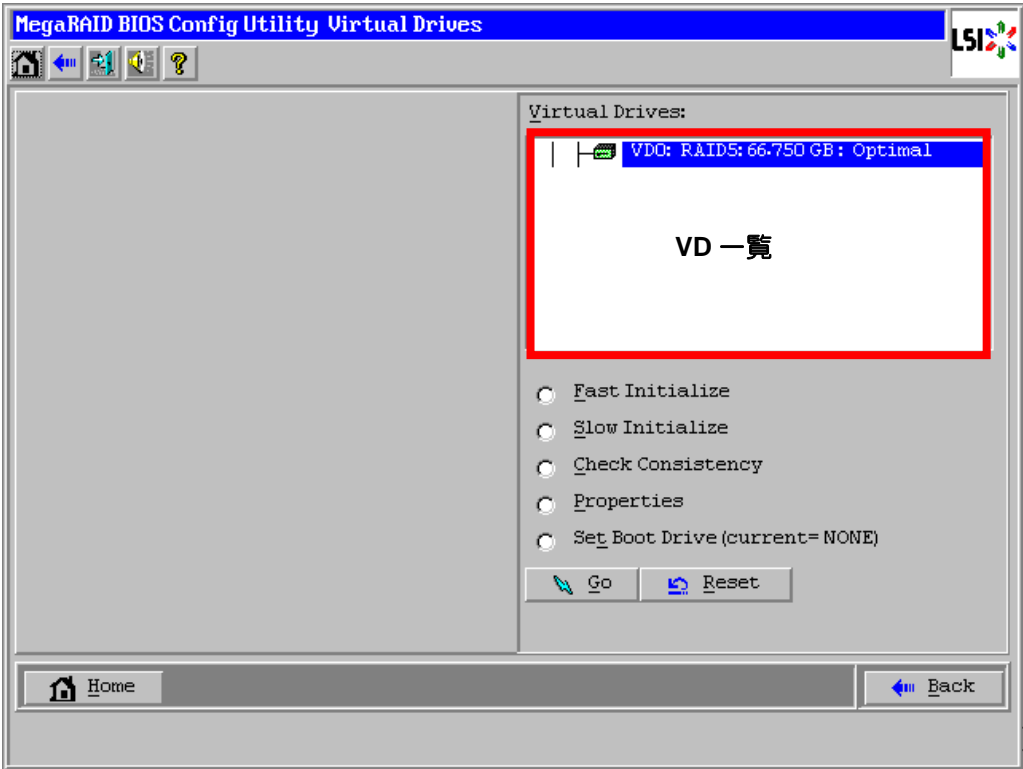 MegaRAID BIOS Config Utility Virtual Drives
LSI
Virtual Drives:
VD0: RAID5: 66.750 GB: Optimal
VD 一覧
Fast Initialize
Slow Initialize
Check Consistency
Properties
Set Boot Drive (current= NONE)
Go Reset
Home Back